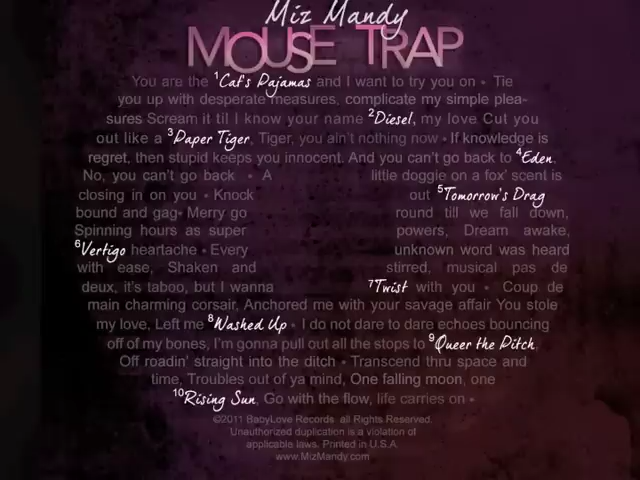 Miz Mandy
MOUSE TRAP
You are the 1Cat's Pajamas and I want to try you on • Tie
you up with desperate measures, complicate my simple plea-
sures Scream it til I know your name 2Diesel, my love Cut you
out like a 3Paper Tiger, Tiger, you ain't nothing now • If knowledge is
regret, then stupid keeps you innocent. And you can't go back to 4Eden.
No, you can't go back • A little doggie on a fox' scent is
closing in on you • Knock out 5Tomorrow's Drag
bound and gag• Merry go round till we fall down,
Spinning hours as super powers, Dream awake,
6Vertigo heartache • Every unknown word was heard
with ease, Shaken and stirred, musical pas de
deux, it's taboo, but I wanna 7Twist with you • Coup de
main charming corsair, Anchored me with your savage affair You stole
my love, Left me 8Washed Up • I do not dare to dare echoes bouncing
off of my bones, I'm gonna pull out all the stops to 9Queer the Pitch,
Off roadin' straight into the ditch • Transcend thru space and
time, Troubles out of ya mind, One falling moon, one
10Rising Sun, Go with the flow, life carries on •
©2011 BabyLove Records. all Rights Reserved.
Unauthorized duplication is a violation of
applicable laws. Printed in U.S.A.
www.MizMandy.com